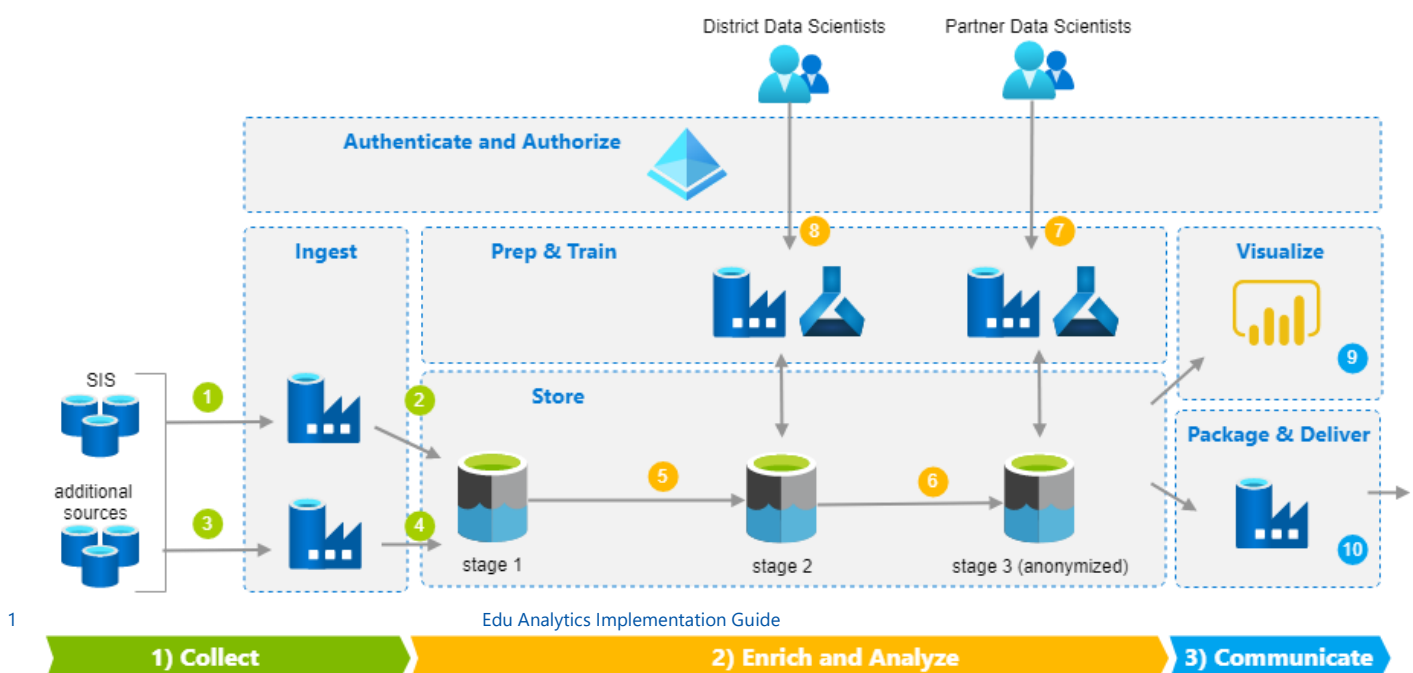 District Data Scientists
Partner Data Scientists
Authenticate and Authorize
8
7
Ingest
Prep & Train
Visualize
SIS
1
2
9
Store
Package & Deliver
additional
sources
3
4
5
6
10
stage 1
stage 2
stage 3 (anonymized)
1
Edu Analytics Implementation Guide
1) Collect
2) Enrich and Analyze
3) Communicate